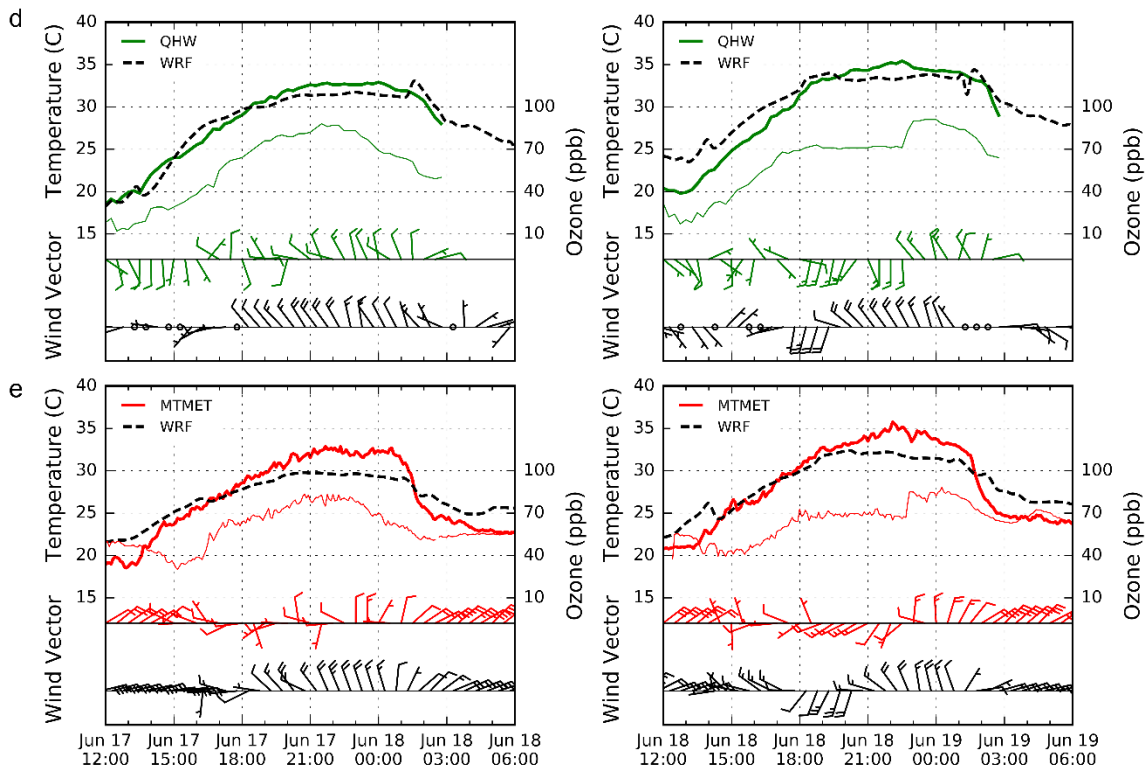 d
Temperature (C)
Wind Vector
40
35
30
25
20
15
QHW
WRF
100
70
40
10
Ozone (ppb)
Temperature (C)
Wind Vector
40
35
30
25
20
15
QHW
WRF
100
70
40
10
Ozone (ppb)
e
Temperature (C)
Wind Vector
40
35
30
25
20
15
MTMET
WRF
100
70
40
10
Ozone (ppb)
Jun 17 Jun 17 Jun 17 Jun 17 Jun 18 Jun 18 Jun 18
12:00 15:00 18:00 21:00 00:00 03:00 06:00
Temperature (C)
Wind Vector
40
35
30
25
20
15
MTMET
WRF
100
70
40
10
Ozone (ppb)
Jun 18 Jun 18 Jun 18 Jun 18 Jun 19 Jun 19 Jun 19
12:00 15:00 18:00 21:00 00:00 03:00 06:00